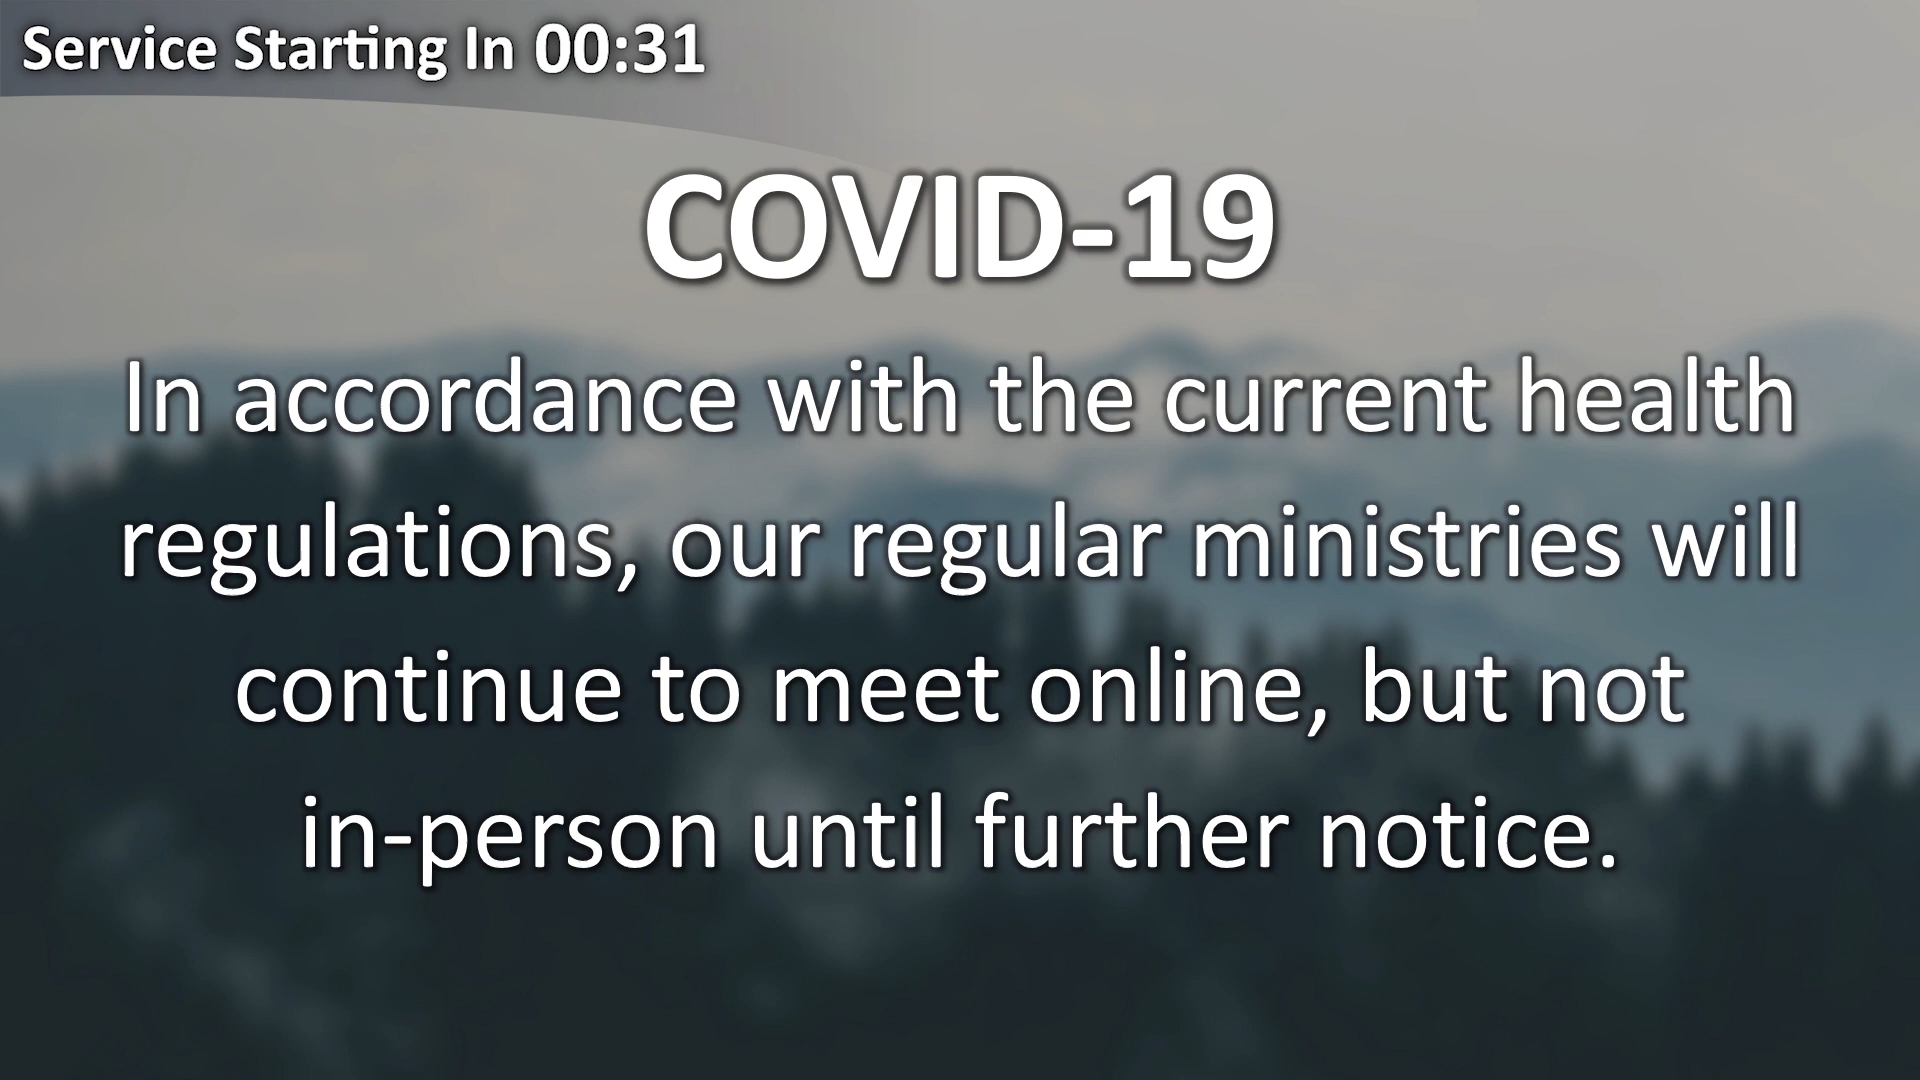 Service Starting In 00:31
COVID-19
In accordance with the current health
regulations, our regular ministries will
continue to meet online, but not
in-person until further notice.